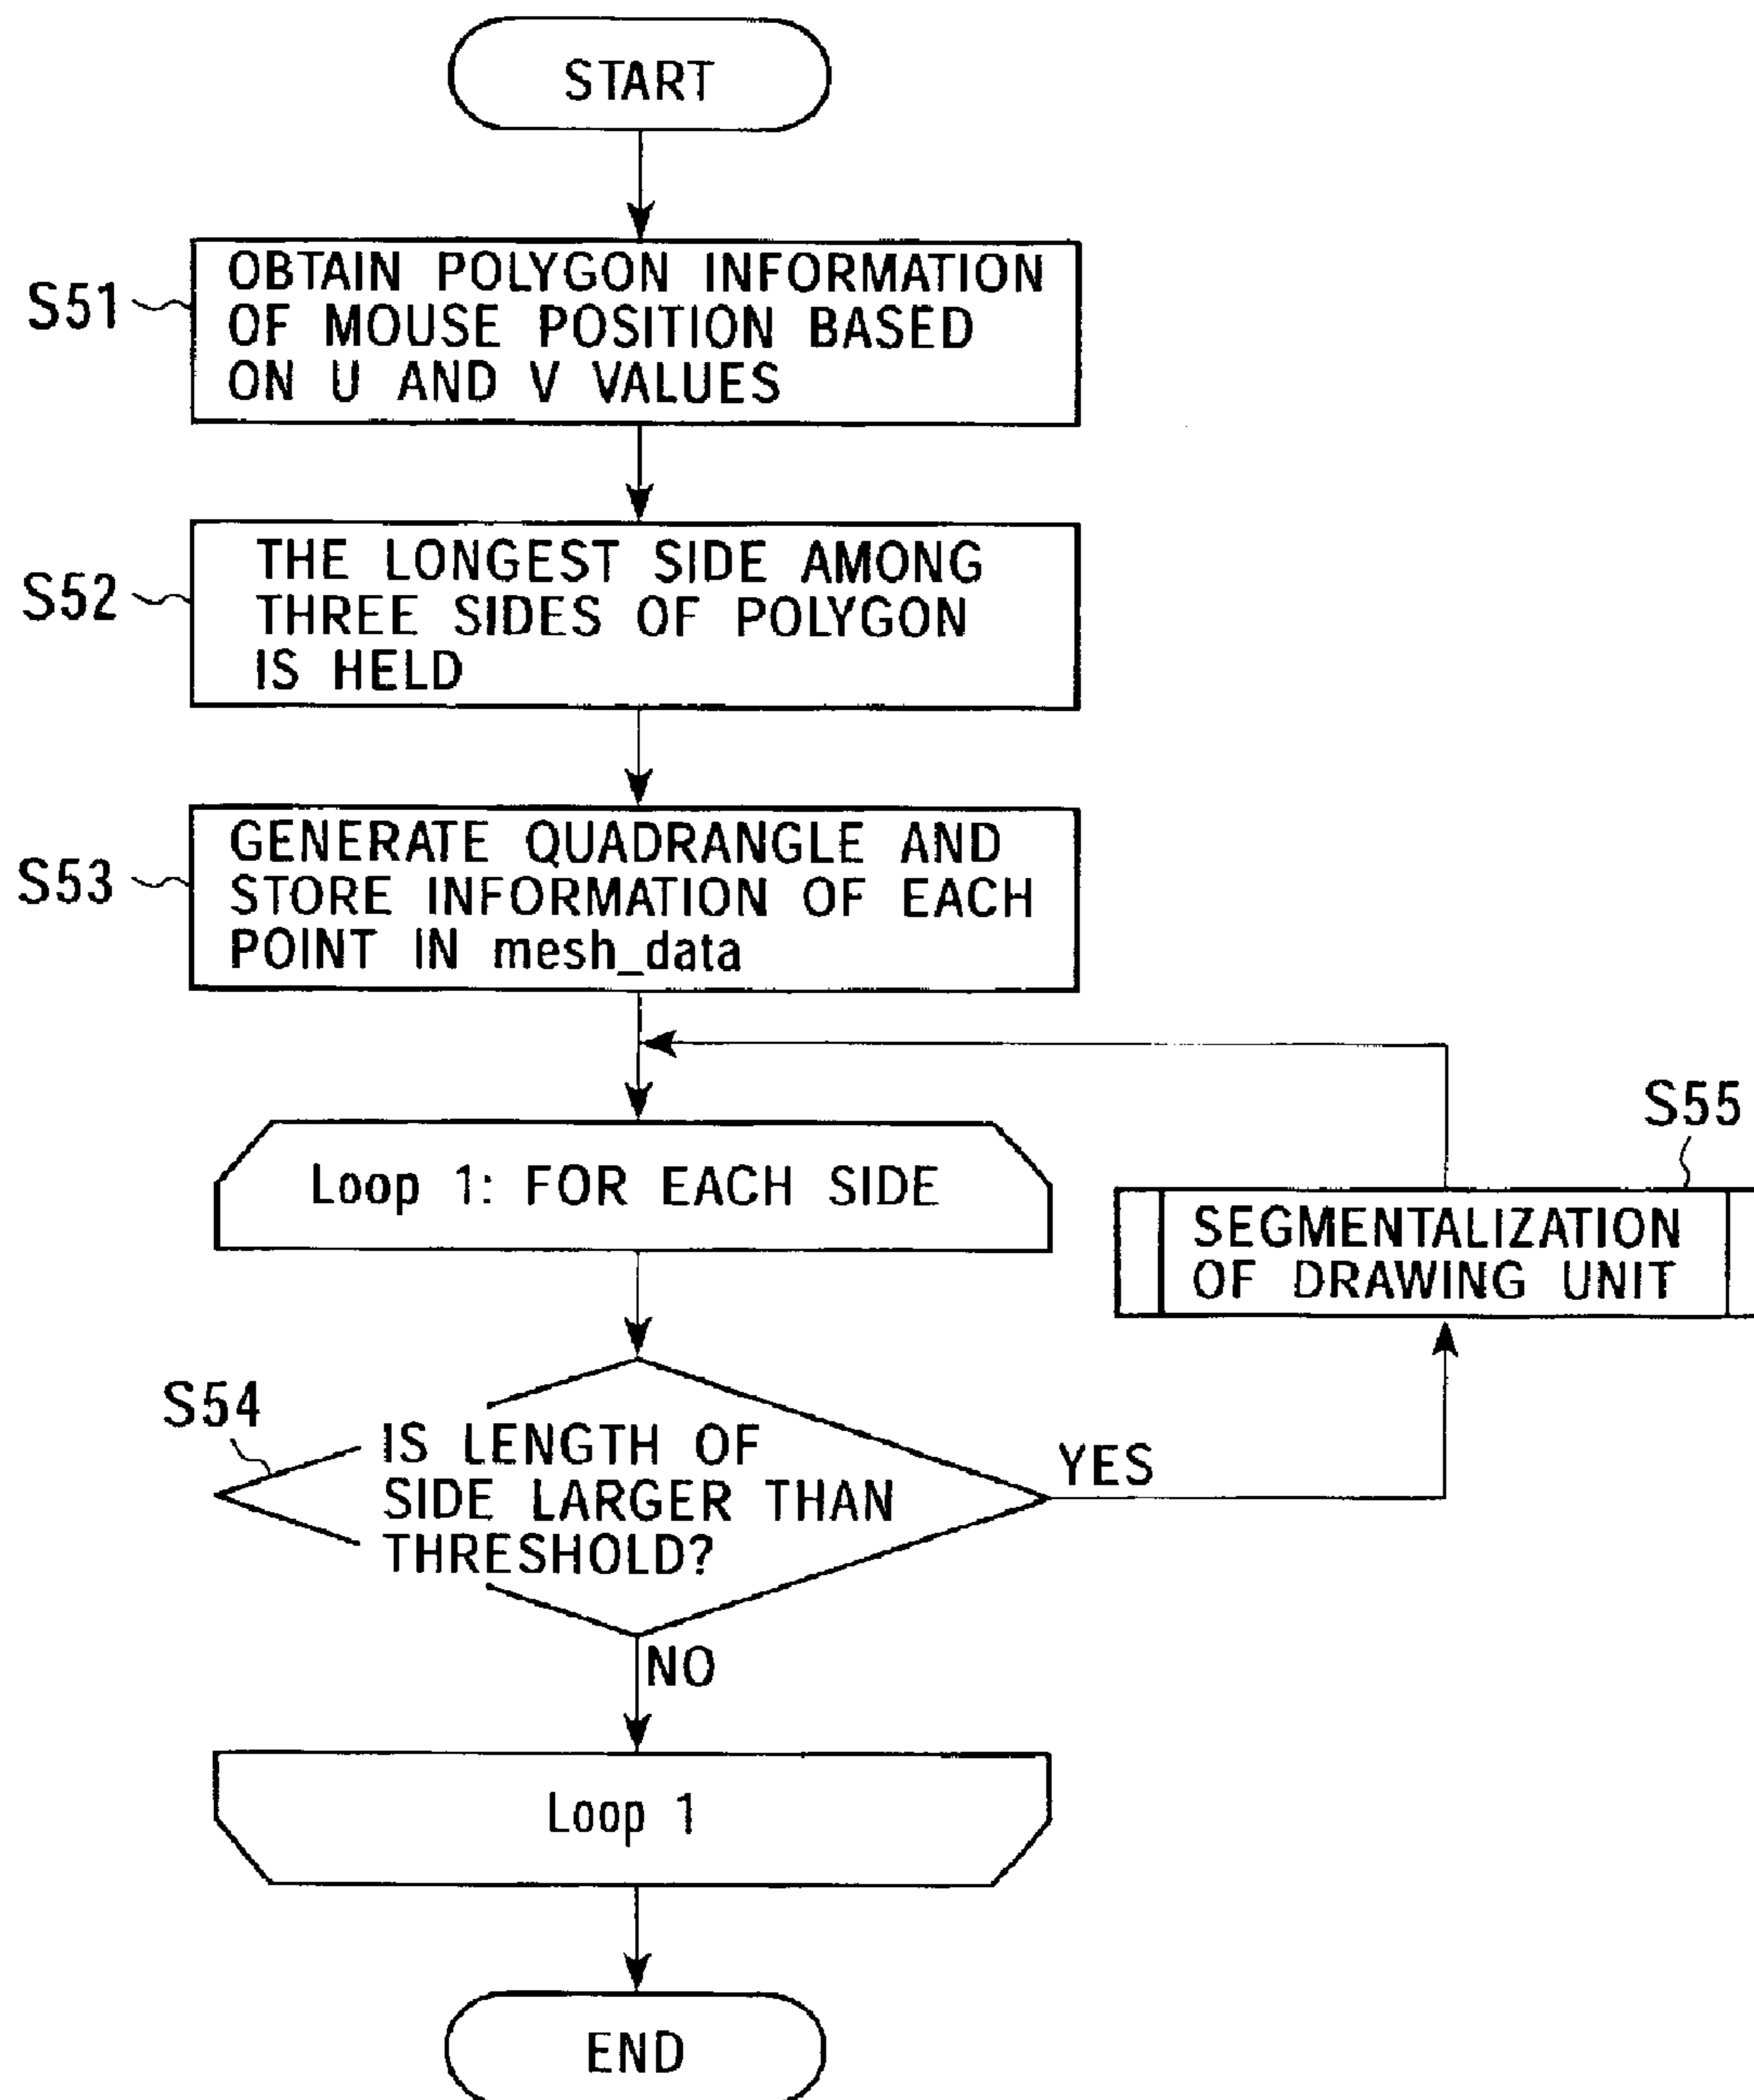 START
S51
OBTAIN POLYGON INFORMATION
OF MOUSE POSITION BASED
ON U AND V VALUES
S52
THE LONGEST SIDE AMONG
THREE SIDES OF POLYGON
IS HELD
S53
GENERATE QUADRANGLE AND
STORE INFORMATION OF EACH
POINT IN mesh_data
Loop 1: FOR EACH SIDE
S55
SEGMENTALIZATION
OF DRAWING UNIT
S54
IS LENGTH OF
SIDE LARGER THAN
THRESHOLD?
YES
NO
Loop 1
END